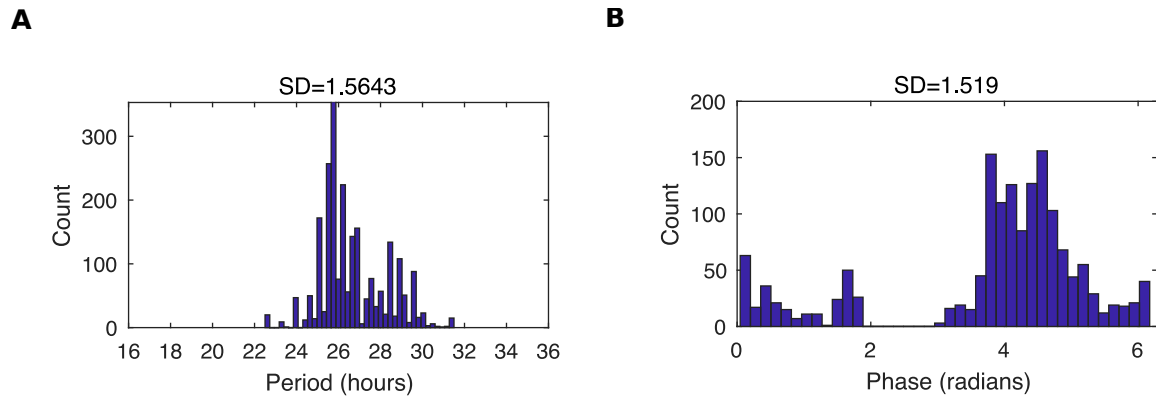 A
B
SD=1.5643
300
200
100
0
Count
16 18 20 22 24 26 28 30 32 34 36
Period (hours)
SD=1.519
200
150
100
50
0
Count
0 2 4 6
Phase (radians)